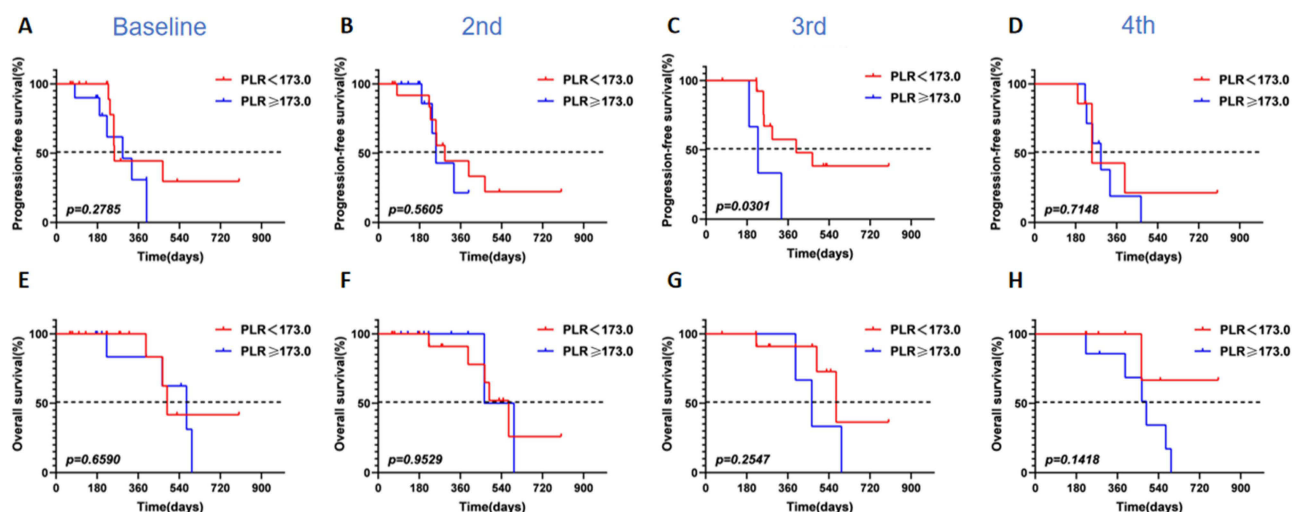 A Baseline B 2nd C 3rd D 4th
Progression-free survival(%)
100
50
0
PLR<173.0
PLR⩾173.0
p=0.2785
0 180 360 540 720 900
Time(days)
Progression-free survival(%)
100
50
0
PLR<173.0
PLR⩾173.0
p=0.5605
0 180 360 540 720 900
Time(days)
Progression-free survival(%)
100
50
0
PLR<173.0
PLR⩾173.0
p=0.0301
0 180 360 540 720 900
Time(days)
Progression-free survival(%)
100
50
0
PLR<173.0
PLR⩾173.0
p=0.7148
0 180 360 540 720 900
Time(days)
E F G H
Overall survival(%)
100
50
0
PLR<173.0
PLR⩾173.0
p=0.6590
0 180 360 540 720 900
Time(days)
Overall survival(%)
100
50
0
PLR<173.0
PLR⩾173.0
p=0.9529
0 180 360 540 720 900
Time(days)
Overall survival(%)
100
50
0
PLR<173.0
PLR⩾173.0
p=0.2547
0 180 360 540 720 900
Time(days)
Overall survival(%)
100
50
0
PLR<173.0
PLR⩾173.0
p=0.1418
0 180 360 540 720 900
Time(days)